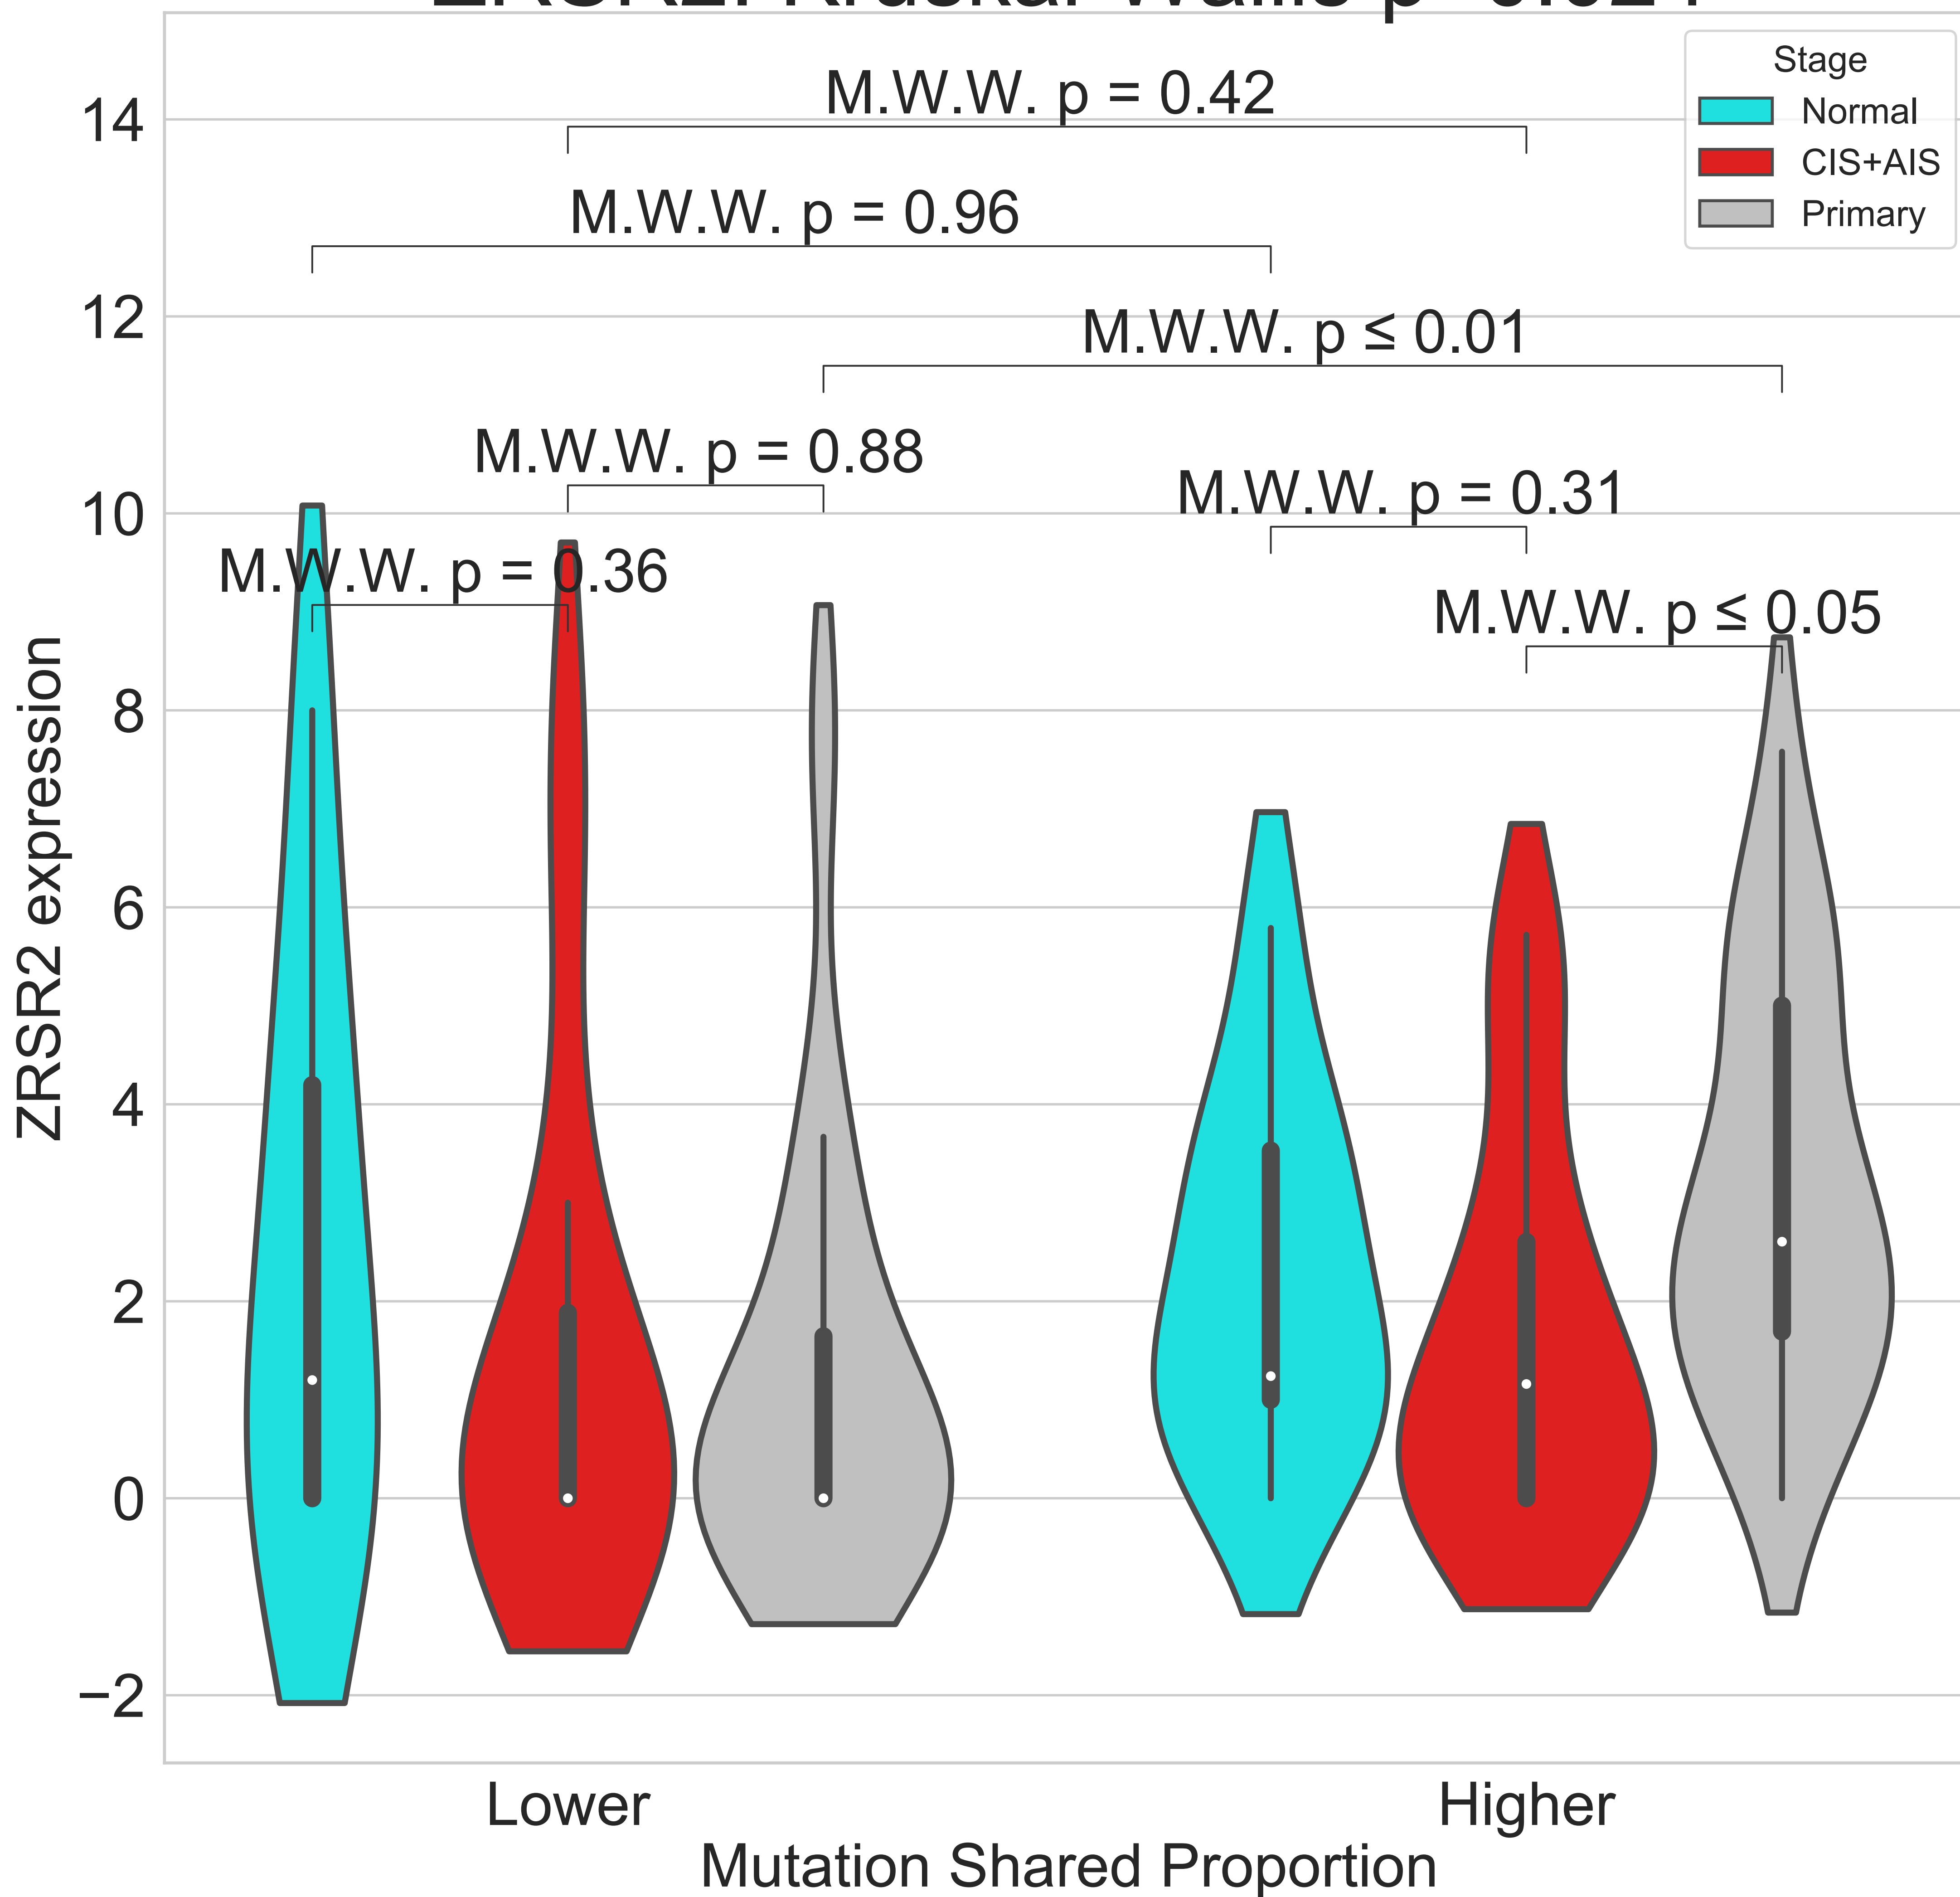 Stage
Normal
CIS+AIS
Primary
M.W.W. p = 0.42
M.W.W. p = 0.96
M.W.W. p ≤ 0.01
M.W.W. p = 0.88
M.W.W. p = 0.31
M.W.W. p = 0.36
M.W.W. p ≤ 0.05
14
12
10
8
6
4
2
0
−2
ZRSR2 expression
Lower
Higher
Mutation Shared Proportion